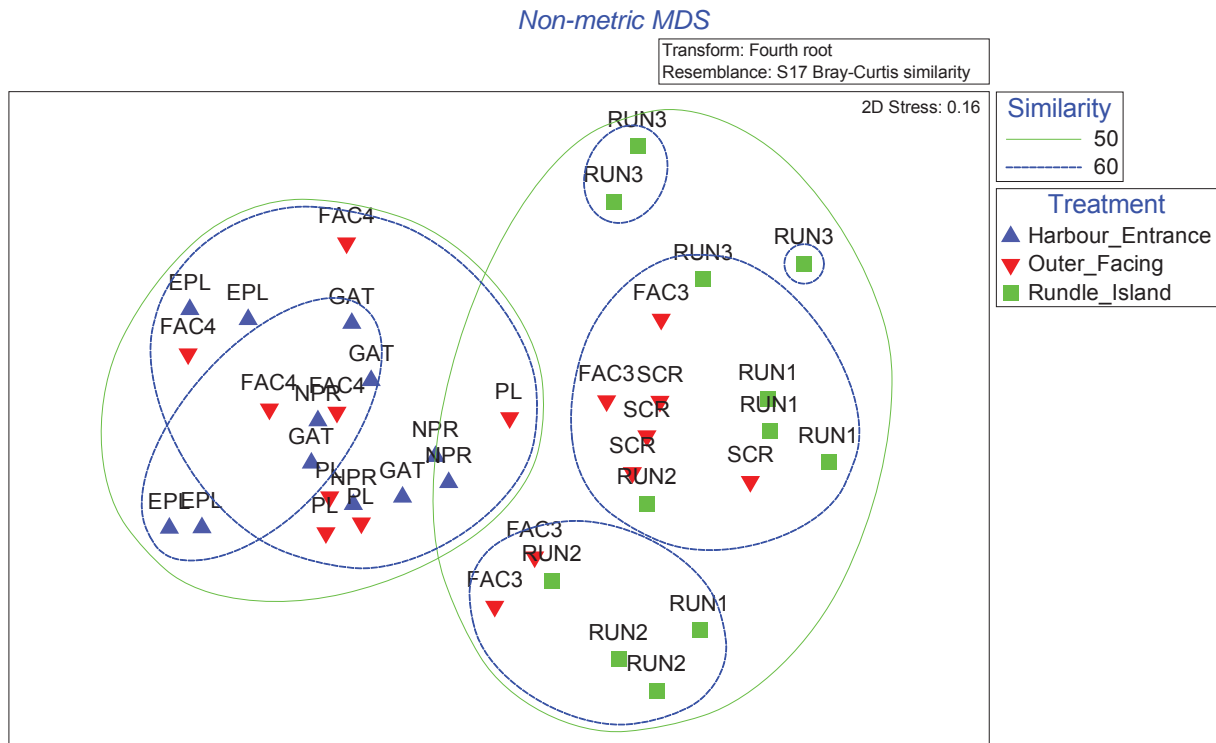 Non-metric MDS
Transform: Fourth root
Resemblance: S17 Bray-Curtis similarity
2D Stress: 0.16
Similarity
50
60
Treatment
Harbour_Entrance
Outer_Facing
Rundle_Island
RUN3
RUN3
FAC4
RUN3
RUN3
EPL
EPL
GAT
FAC3
FAC4
GAT
RUN1
FAC4
FAC4
FAC3
SCR
PL
NPR
RUN1
SCR
GAT
NPR
RUN1
SCR
SCR
NPR
PL
NPR
GAT
RUN2
EPL
EPL
PL
PL
FAC3
RUN2
FAC3
RUN1
RUN2
RUN2